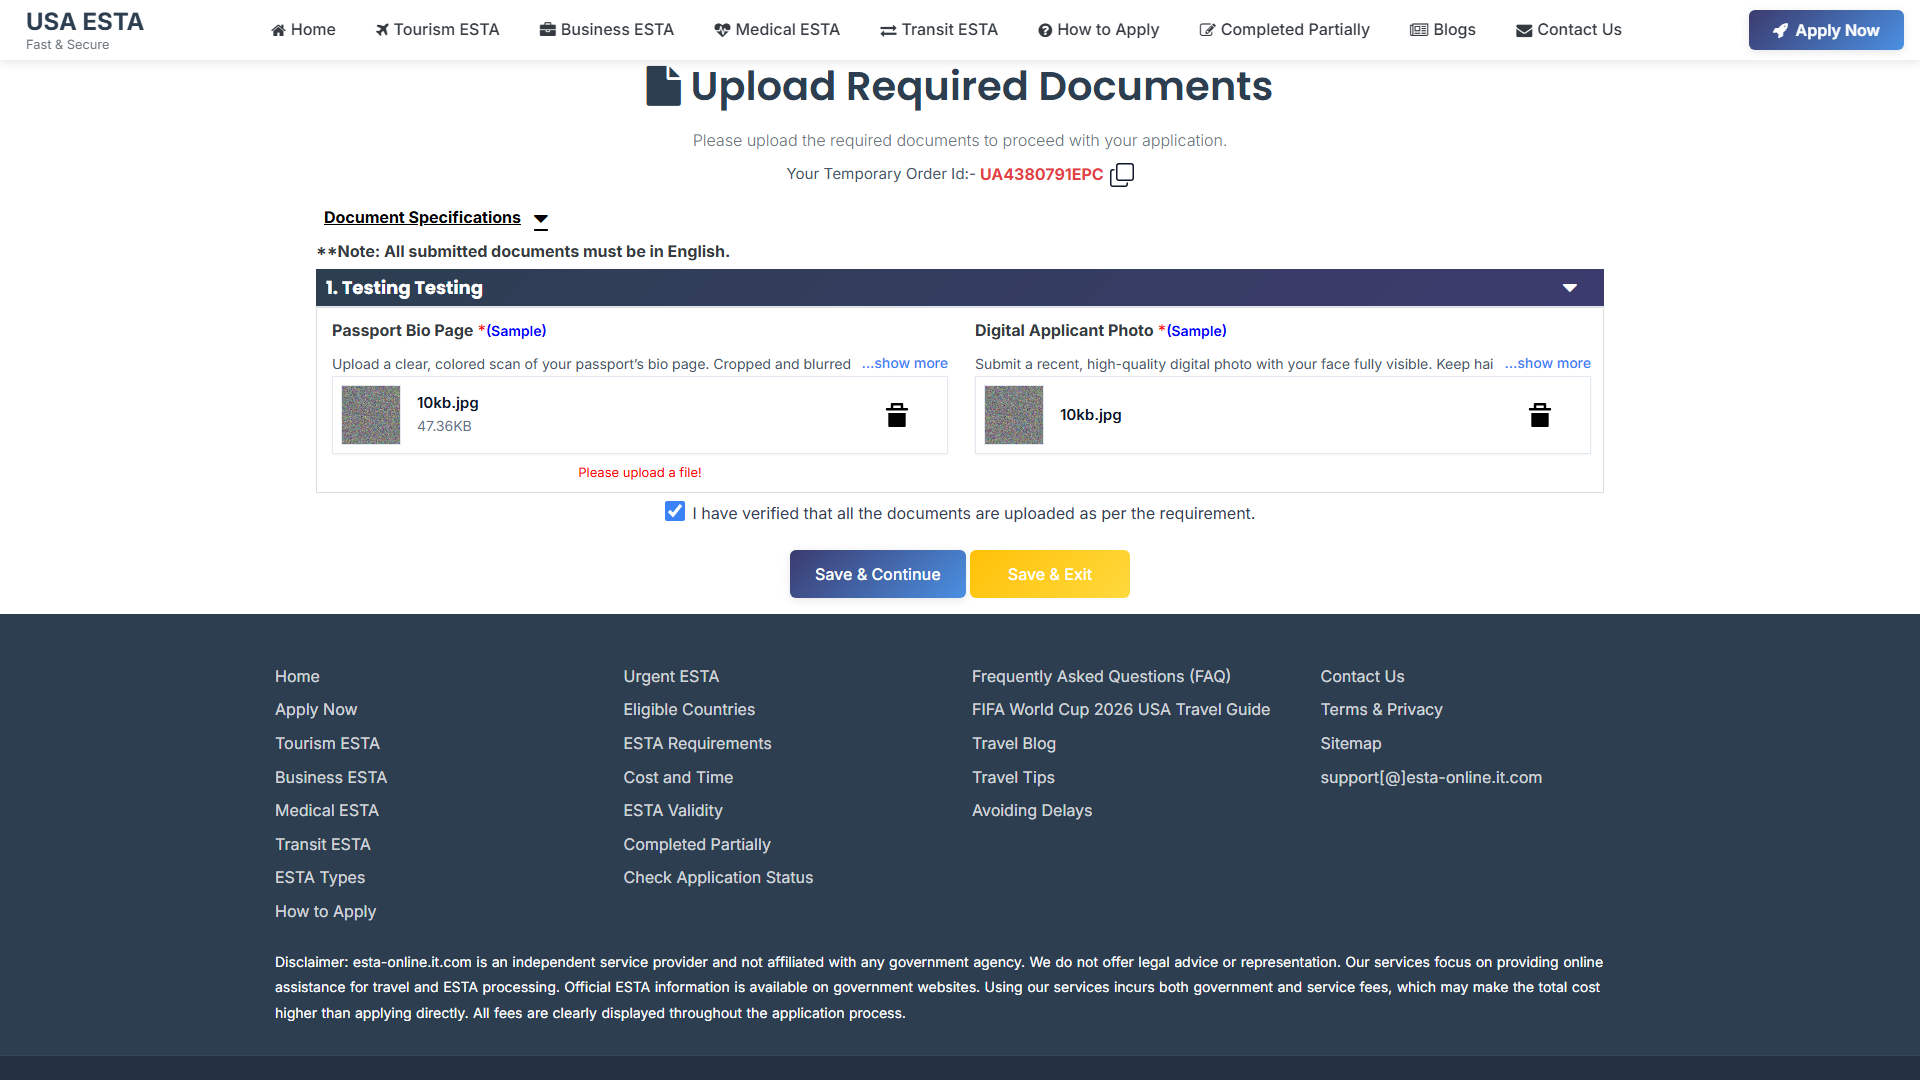 USA ESTA
Fast & Secure
Home
Tourism ESTA
Business ESTA
Medical ESTA
Transit ESTA
How to Apply
Completed Partially
Blogs
Contact Us
Apply Now
Upload Required Documents
Please upload the required documents to proceed with your application.
Your Temporary Order Id:- UA4380791EPC
Document Specifications
**Note: All submitted documents must be in English.
1. Testing Testing
Passport Bio Page *(Sample)
Upload a clear, colored scan of your passport's bio page. Cropped and blurred ...show more
10kb.jpg
47.36KB
Please upload a file!
Digital Applicant Photo *(Sample)
Submit a recent, high-quality digital photo with your face fully visible. Keep hai ...show more
10kb.jpg
I have verified that all the documents are uploaded as per the requirement.
Save & Continue
Save & Exit
Home
Apply Now
Tourism ESTA
Business ESTA
Medical ESTA
Transit ESTA
ESTA Types
How to Apply
Urgent ESTA
Eligible Countries
ESTA Requirements
Cost and Time
ESTA Validity
Completed Partially
Check Application Status
Frequently Asked Questions (FAQ)
FIFA World Cup 2026 USA Travel Guide
Travel Blog
Travel Tips
Avoiding Delays
Contact Us
Terms & Privacy
Sitemap
support[@]esta-online.it.com
Disclaimer: esta-online.it.com is an independent service provider and not affiliated with any government agency. We do not offer legal advice or representation. Our services focus on providing online
assistance for travel and ESTA processing. Official ESTA information is available on government websites. Using our services incurs both government and service fees, which may make the total cost
higher than applying directly. All fees are clearly displayed throughout the application process.